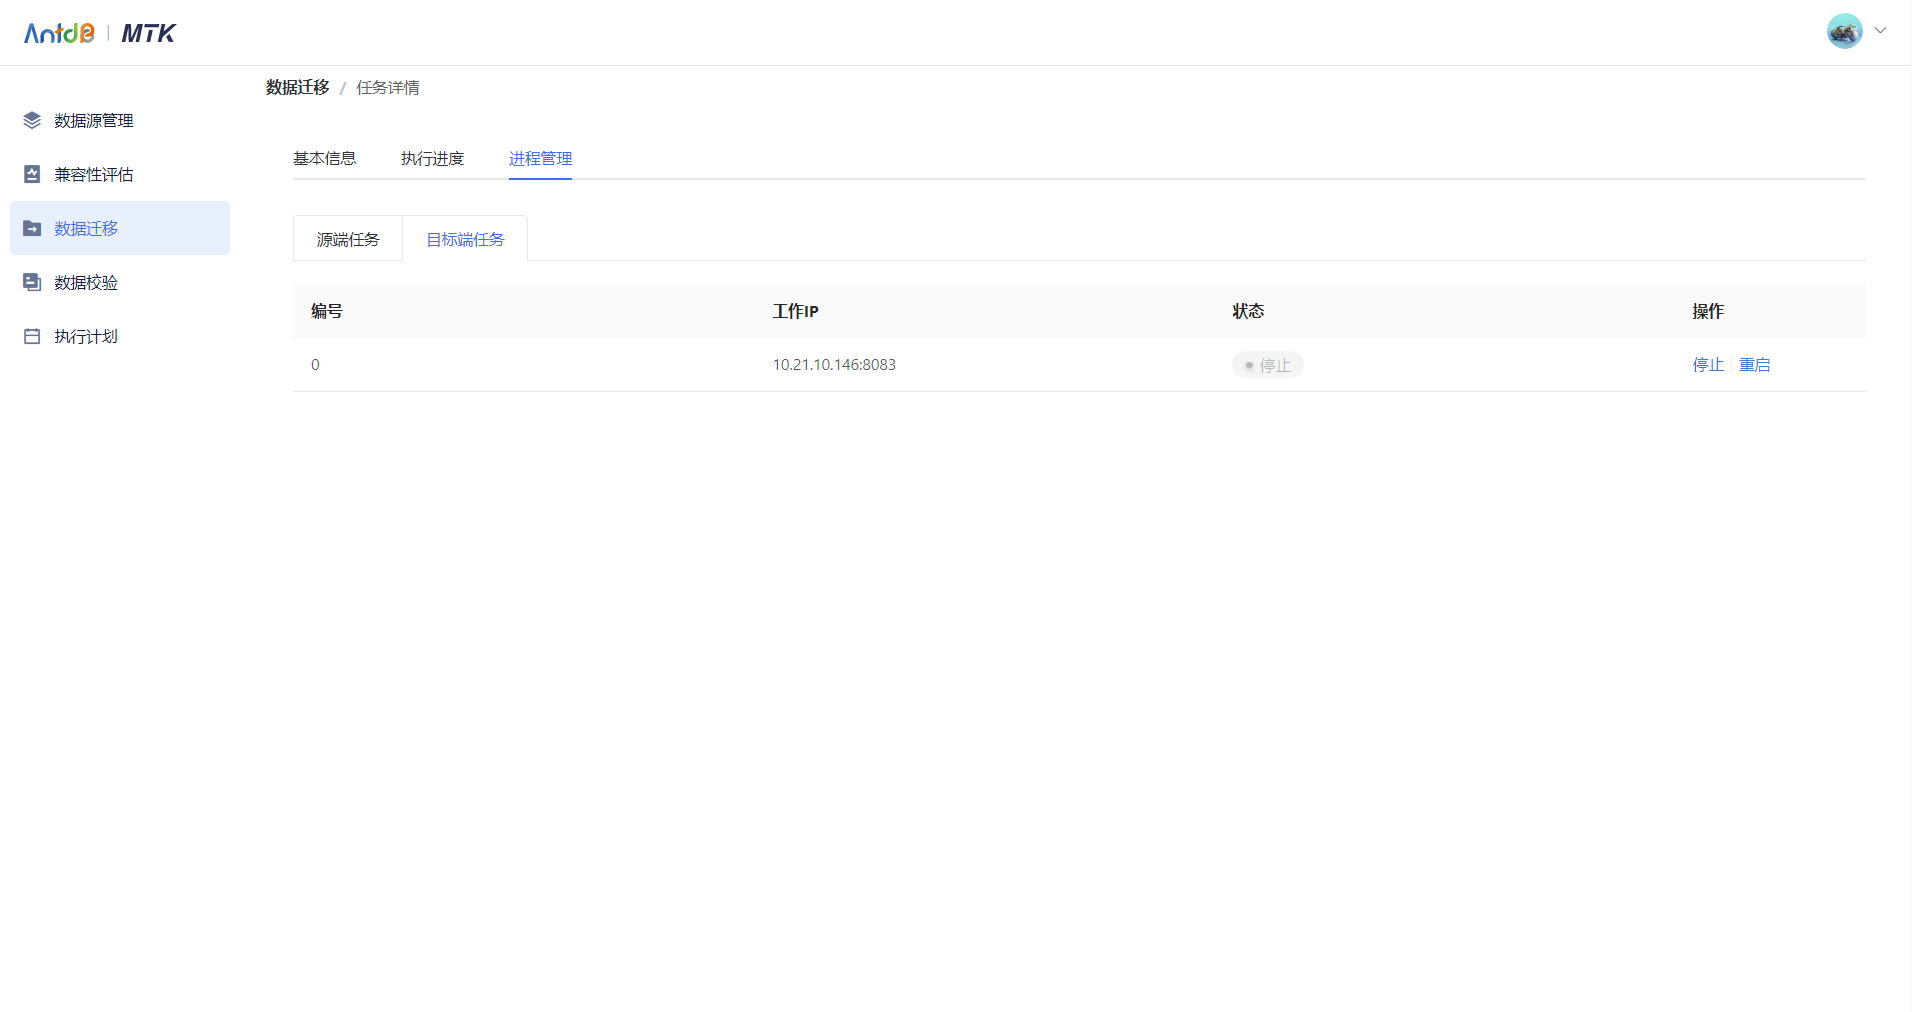 AntdB | MTK
数据迁移 / 任务详情
数据源管理
兼容性评估
数据迁移
数据校验
执行计划
基本信息 执行进度 进程管理
源端任务 目标端任务
编号 工作IP 状态 操作
0 10.21.10.146:8083 停止 停止 重启